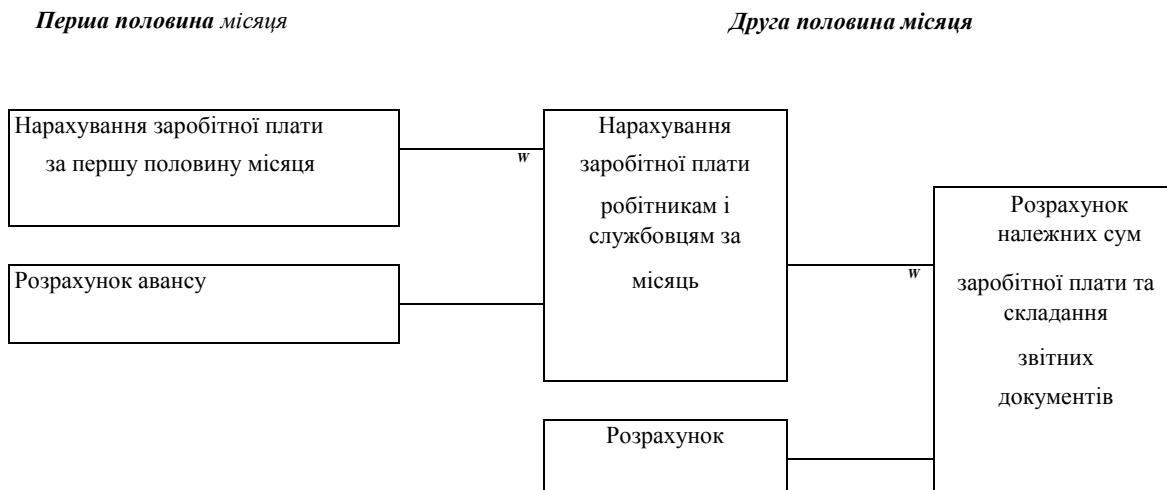 Перша половина місяця
Друга половина місяця
Нарахування заробітної плати
за першу половину місяця
w
Розрахунок авансу
Нарахування
заробітної плати
робітникам і
службовцям за
місяць
w
Розрахунок
Розрахунок
належних сум
заробітної плати та
складання
звітних
документів